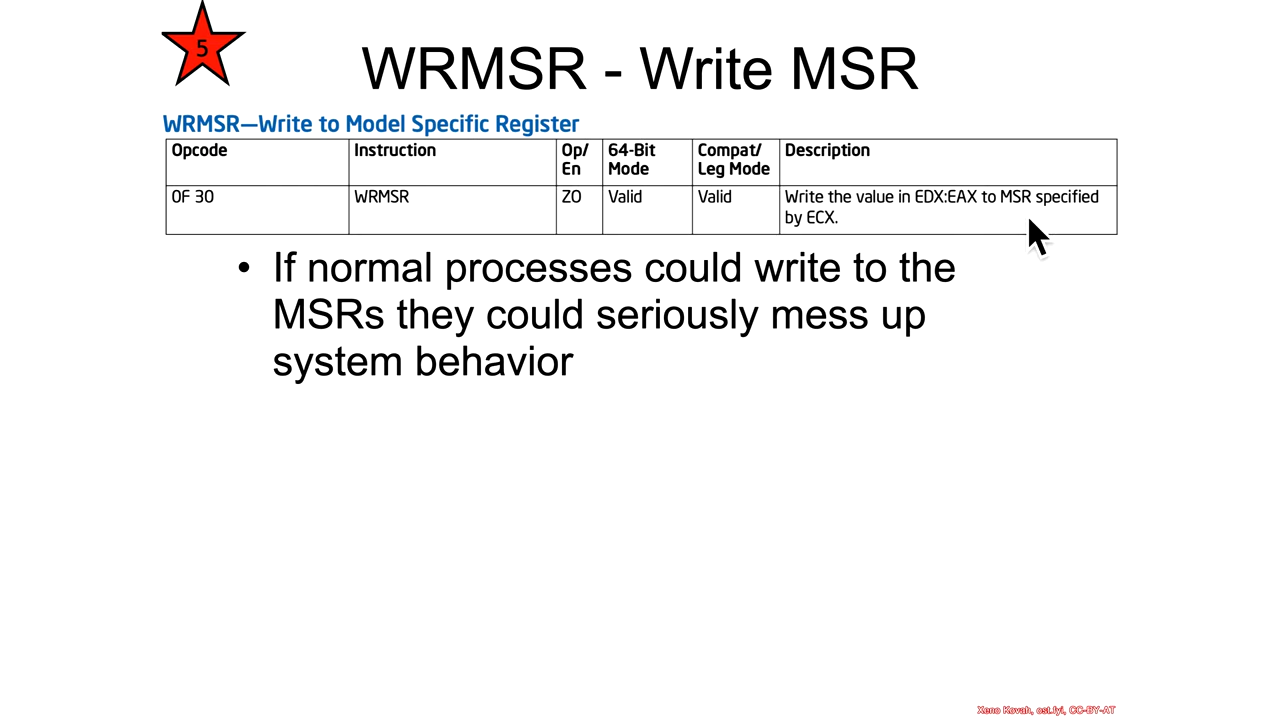 5
WRMSR - Write MSR
WRMSR—Write to Model Specific Register
Opcode Instruction Op/ En 64-Bit Mode Compat/ Leg Mode Description
0F 30 WRMSR ZO Valid Valid Write the value in EDX:EAX to MSR specified
by ECX.
• If normal processes could write to the
MSRs they could seriously mess up
system behavior
Xeno Kovah, ost.fyi, CC-BY-AT